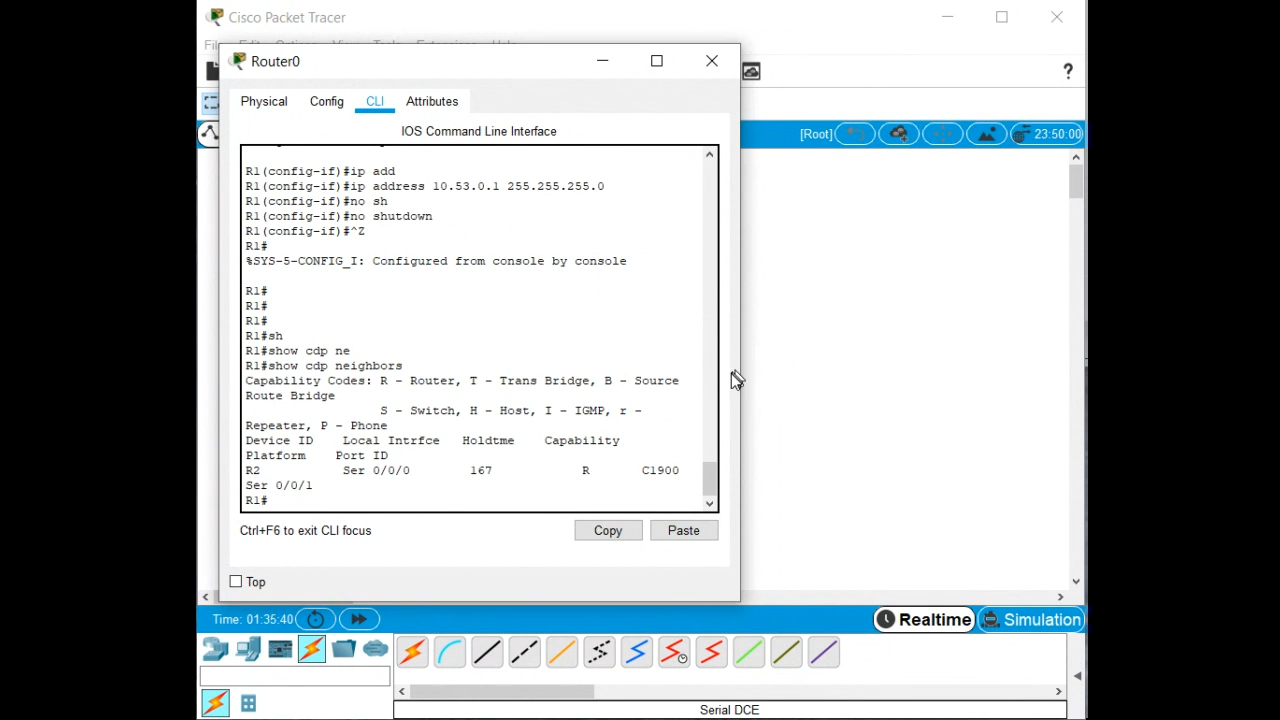 Cisco Packet Tracer
Router0
?
Physical Config CLI Attributes
IOS Command Line Interface
[Root] 23:50:00
R1(config-if)#ip add
R1(config-if)#ip address 10.53.0.1 255.255.255.0
R1(config-if)#no sh
R1(config-if)#no shutdown
R1(config-if)#^Z
R1#
%SYS-5-CONFIG_I: Configured from console by console
R1#
R1#
R1#
R1#sh
R1#show cdp ne
R1#show cdp neighbors
Capability Codes: R - Router, T - Trans Bridge, B - Source
Route Bridge
S - Switch, H - Host, I - IGMP, r -
Repeater, P - Phone
Device ID Local Intrfce Holdtme Capability
Platform Port ID
R2 Ser 0/0/0 167 R C1900
Ser 0/0/1
R1#
Ctrl+F6 to exit CLI focus Copy Paste
Top
Time: 01:35:40 Realtime Simulation
Serial DCE